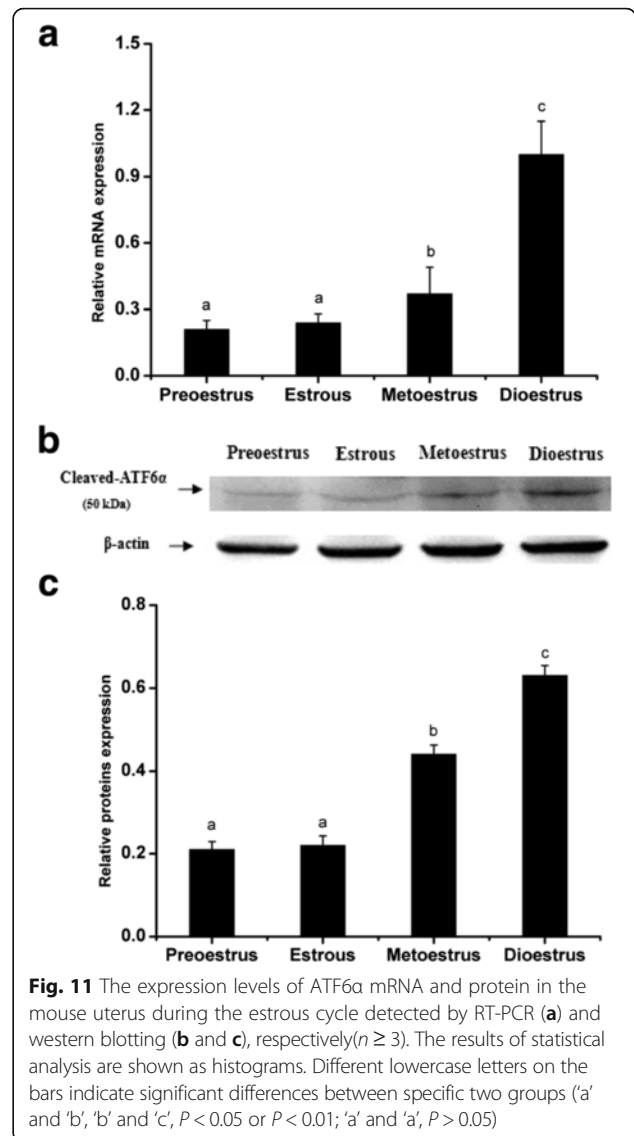 a
1.5
1.2
0.9
0.6
0.3
0.0
Relative mRNA expression
a
a
b
c
Preoestrus Estrous Metoestrus Dioestrus
b
Preoestrus Estrous Metoestrus Dioestrus
Cleaved-ATF6α
(50 kDa)
β-actin
c
0.8
0.6
0.4
0.2
0.0
Relative proteins expression
a
a
b
c
Preoestrus Estrous Metoestrus Dioestrus
Fig. 11 The expression levels of ATF6α mRNA and protein in the
mouse uterus during the estrous cycle detected by RT-PCR (a) and
western blotting (b and c), respectively(n ≥ 3). The results of statistical
analysis are shown as histograms. Different lowercase letters on the
bars indicate significant differences between specific two groups (‘a’
and ‘b’, ‘b’ and ‘c’, P < 0.05 or P < 0.01; ‘a’ and ‘a’, P > 0.05)